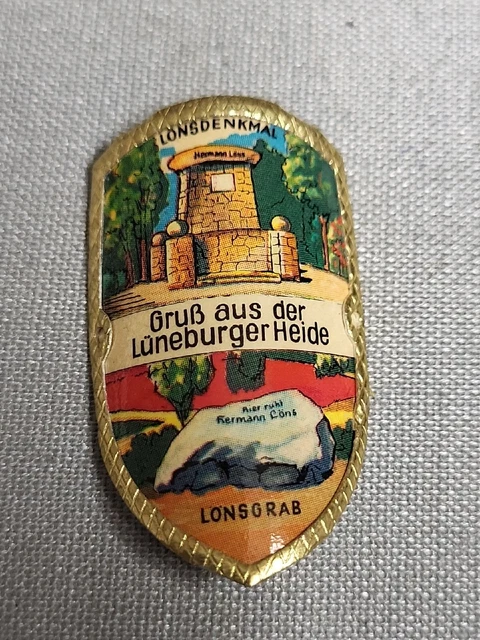 LÖNSDENKMAL
Hermann Löns
Gruß aus der
Lüneburger Heide
Hier ruht
Hermann Löns
LÖNSGRAB